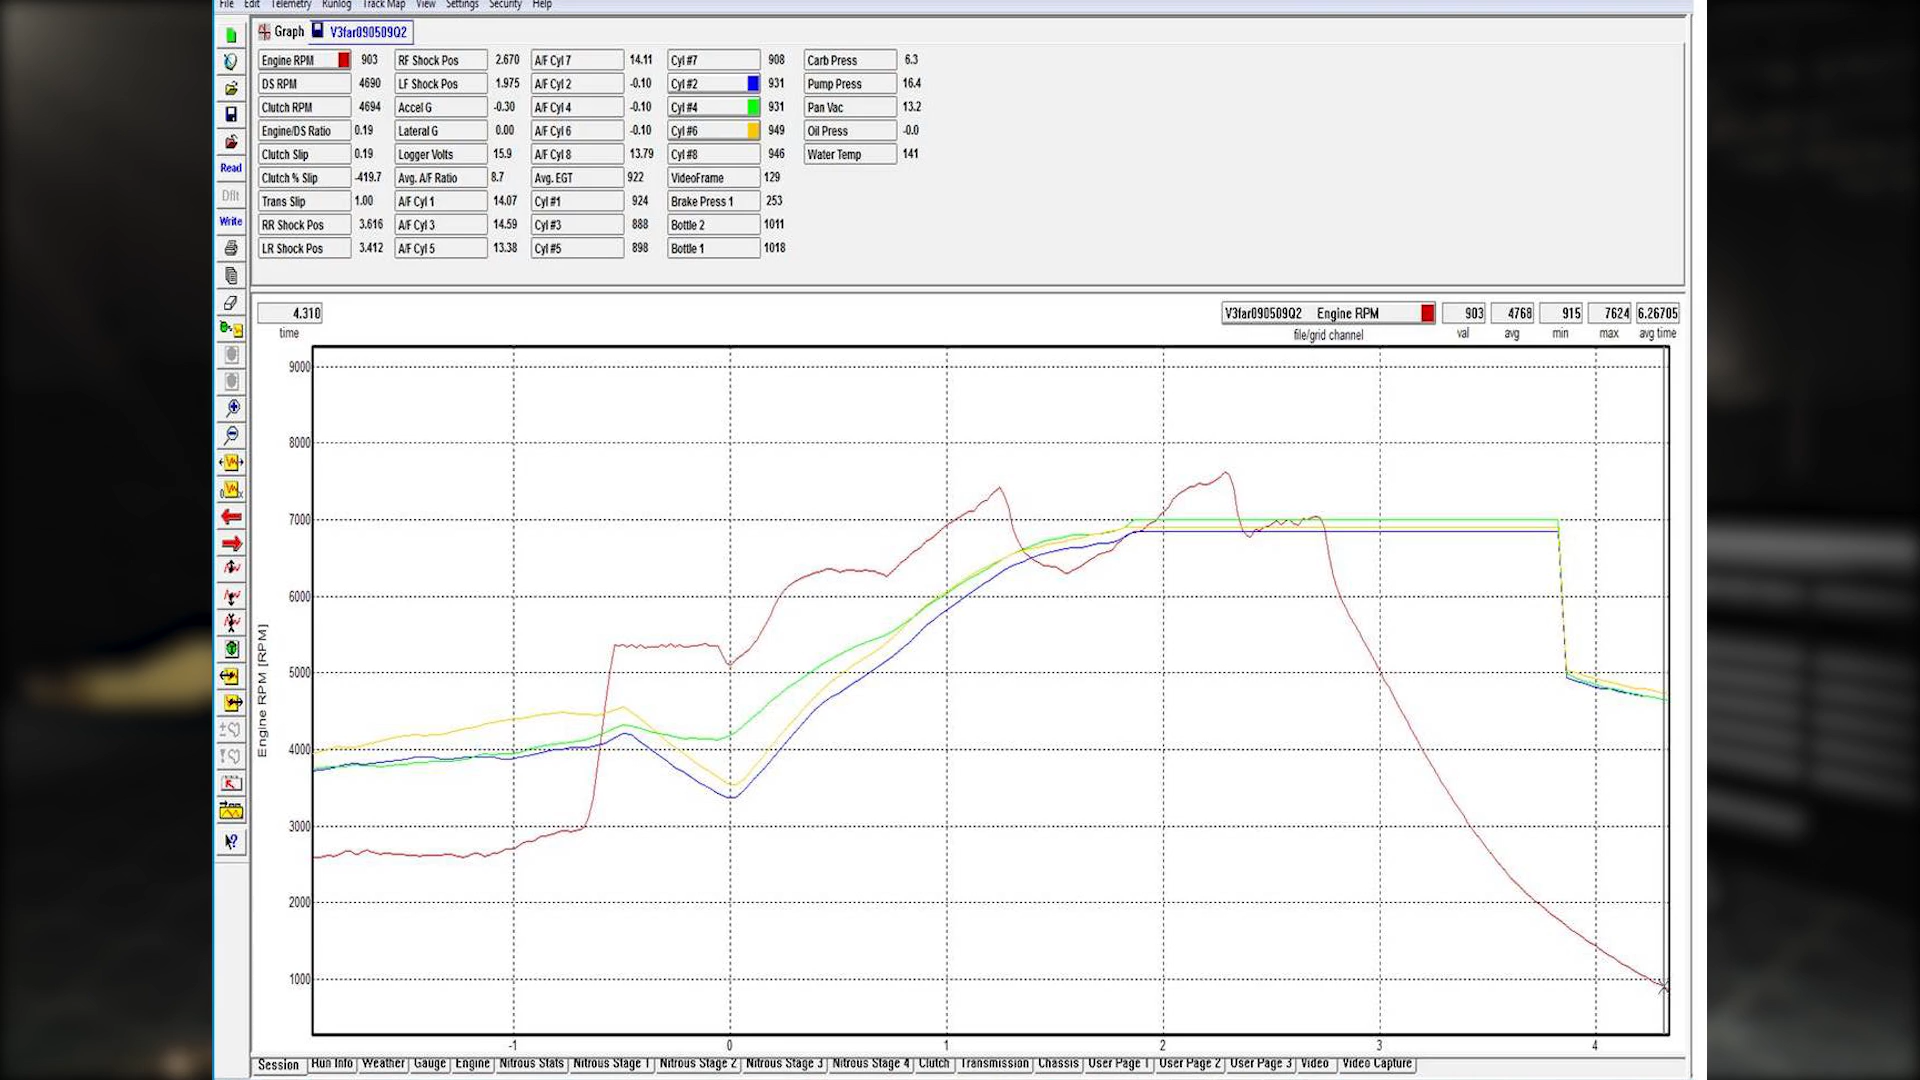 File Edit Telemetry Runlog Track Map View Settings Security Help
Graph V3far090509Q2
Engine RPM 903 RF Shock Pos 2.670 A/F Cyl 7 14.11 Cyl #7 908 Carb Press 6.3
DS RPM 4690 LF Shock Pos 1.975 A/F Cyl 2 -0.10 Cyl #2 931 Pump Press 16.4
Clutch RPM 4694 Accel G -0.30 A/F Cyl 4 -0.10 Cyl #4 931 Pan Vac 13.2
Engine/DS Ratio 0.19 Lateral G 0.00 A/F Cyl 6 -0.10 Cyl #6 949 Oil Press -0.0
Clutch Slip 0.19 Logger Volts 15.9 A/F Cyl 8 13.79 Cyl #8 946 Water Temp 141
Clutch % Slip -419.7 Avg. A/F Ratio 8.7 Avg. EGT 922 VideoFrame 129
Trans Slip 1.00 A/F Cyl 1 14.07 Cyl #1 924 Brake Press 1 253
RR Shock Pos 3.616 A/F Cyl 3 14.59 Cyl #3 888 Bottle 2 1011
LR Shock Pos 3.412 A/F Cyl 5 13.38 Cyl #5 898 Bottle 1 1018
Read
Dflt
Write
4.310 V3far090509Q2 Engine RPM 903 4768 915 7624 6.26705
time file/grid channel val avg min max avg time
9000
8000
7000
6000
5000
4000
3000
2000
1000
Engine RPM [RPM]
-1 0 1 2 3 4
Session Run Info Weather Gauge Engine Nitrous Stats Nitrous Stage 1 Nitrous Stage 2 Nitrous Stage 3 Nitrous Stage 4 Clutch Transmission Chassis User Page 1 User Page 2 User Page 3 Video Video Capture